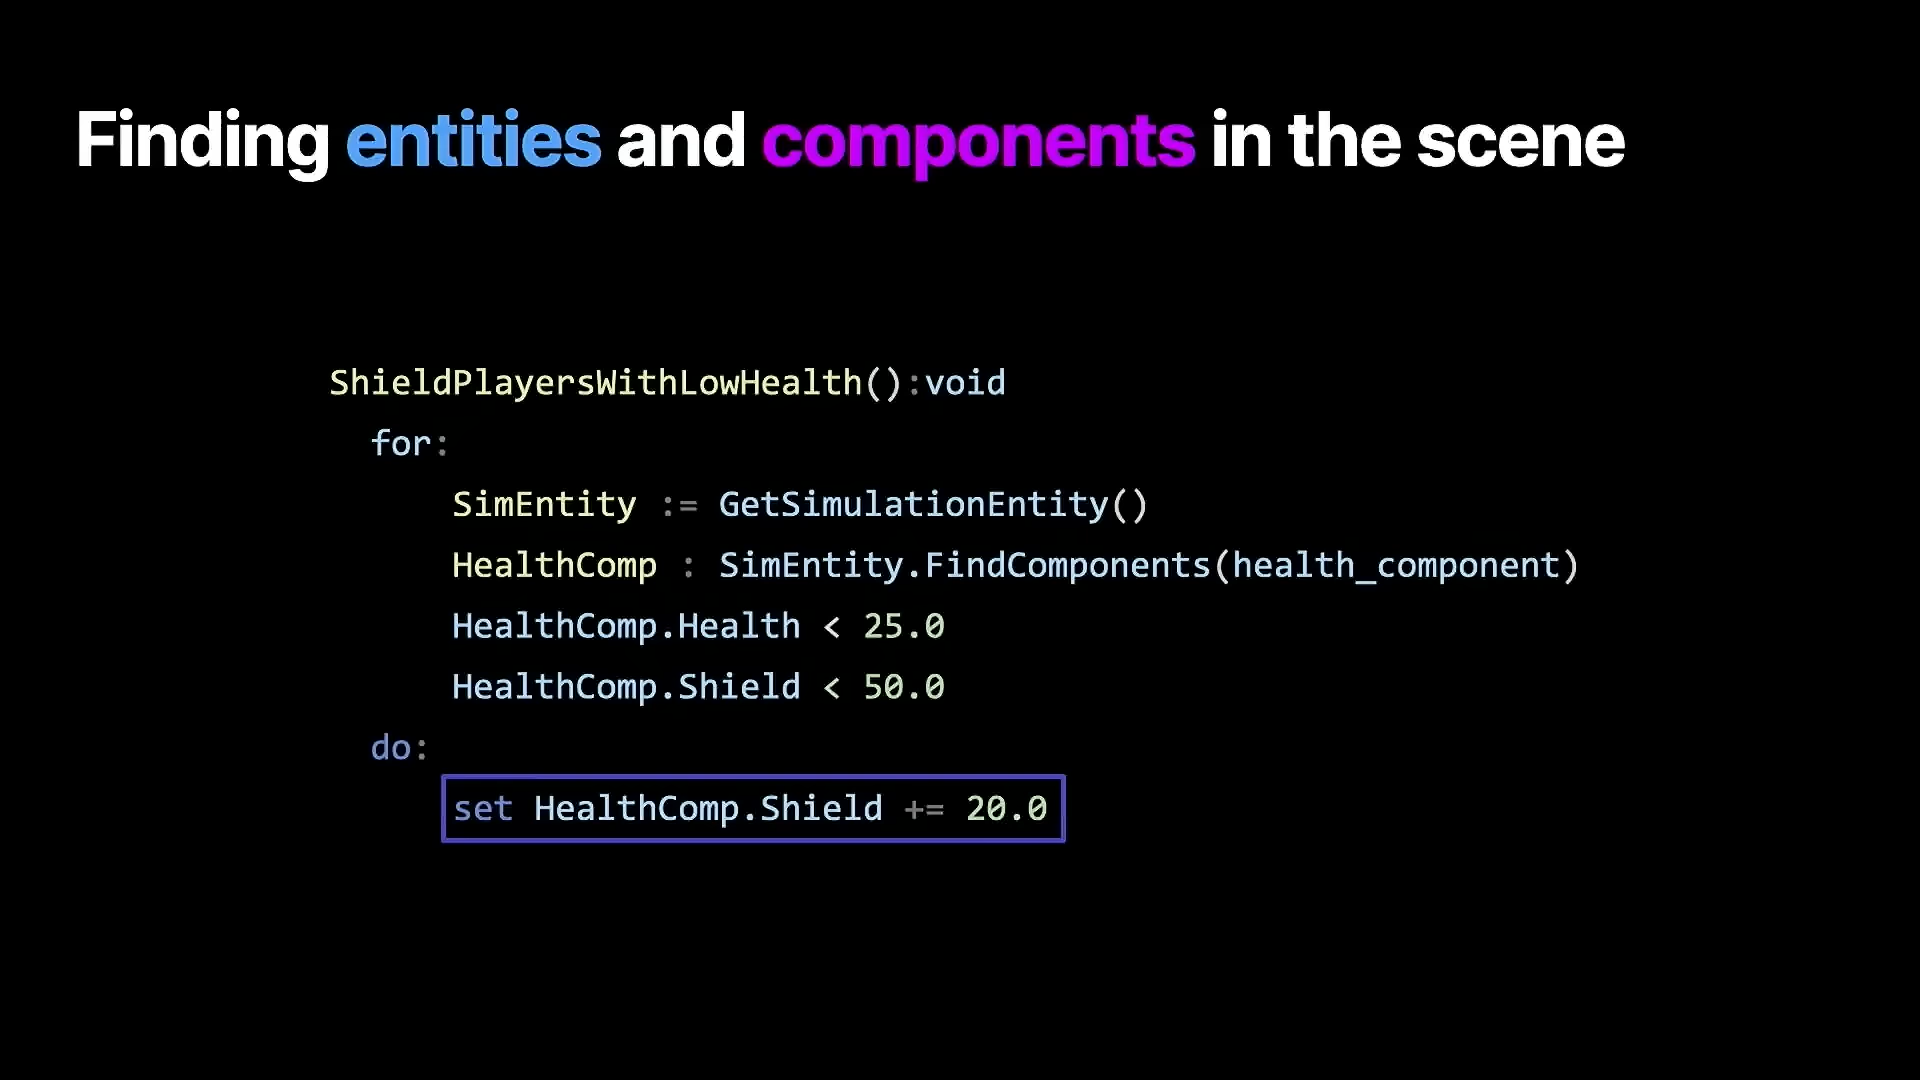 Finding entities and components in the scene
ShieldPlayersWithLowHealth():void
for:
SimEntity := GetSimulationEntity()
HealthComp : SimEntity.FindComponents(health_component)
HealthComp.Health < 25.0
HealthComp.Shield < 50.0
do:
set HealthComp.Shield += 20.0